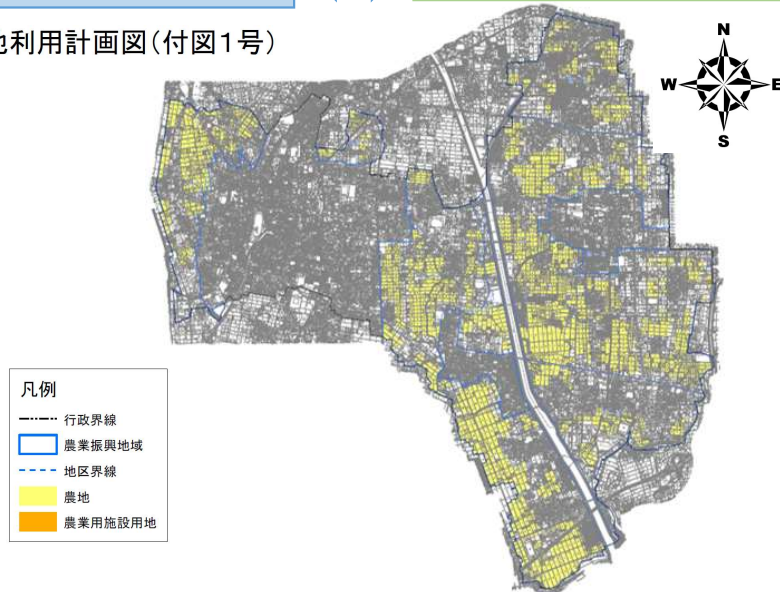 地利用計画図(付図1号)
N
W
E
S
凡例
行政界線
農業振興地域
地区界線
農地
農業用施設用地